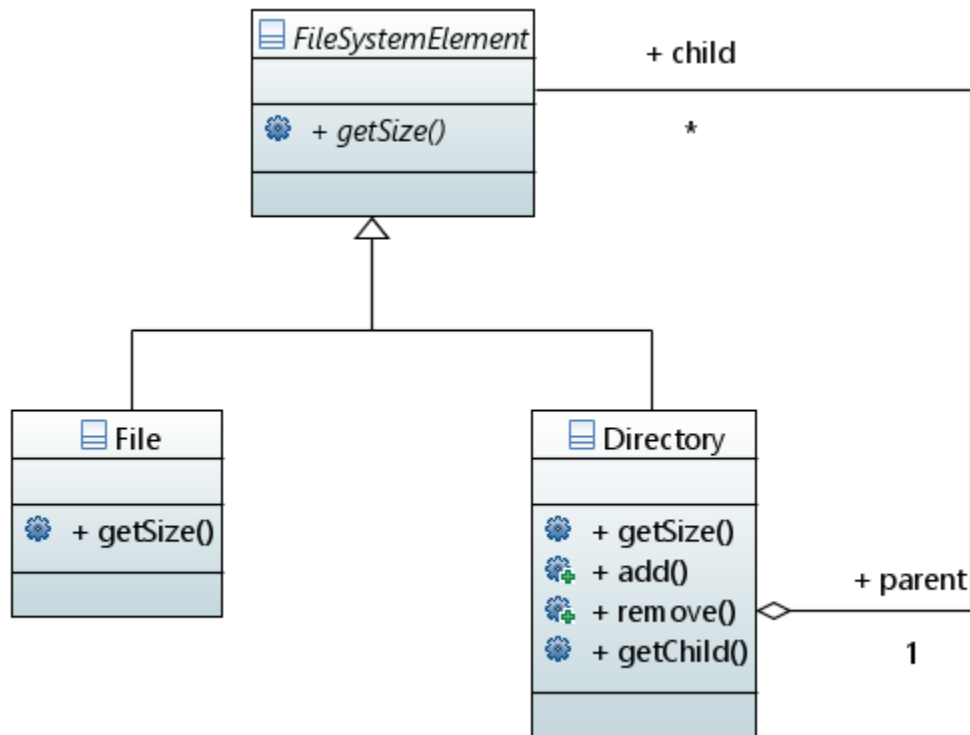 FileSystemElement
+ child
*
+ getSize()
File
+ getSize()
Directory
+ getSize()
+ add()
+ remove()
+ getChild()
+ parent
1